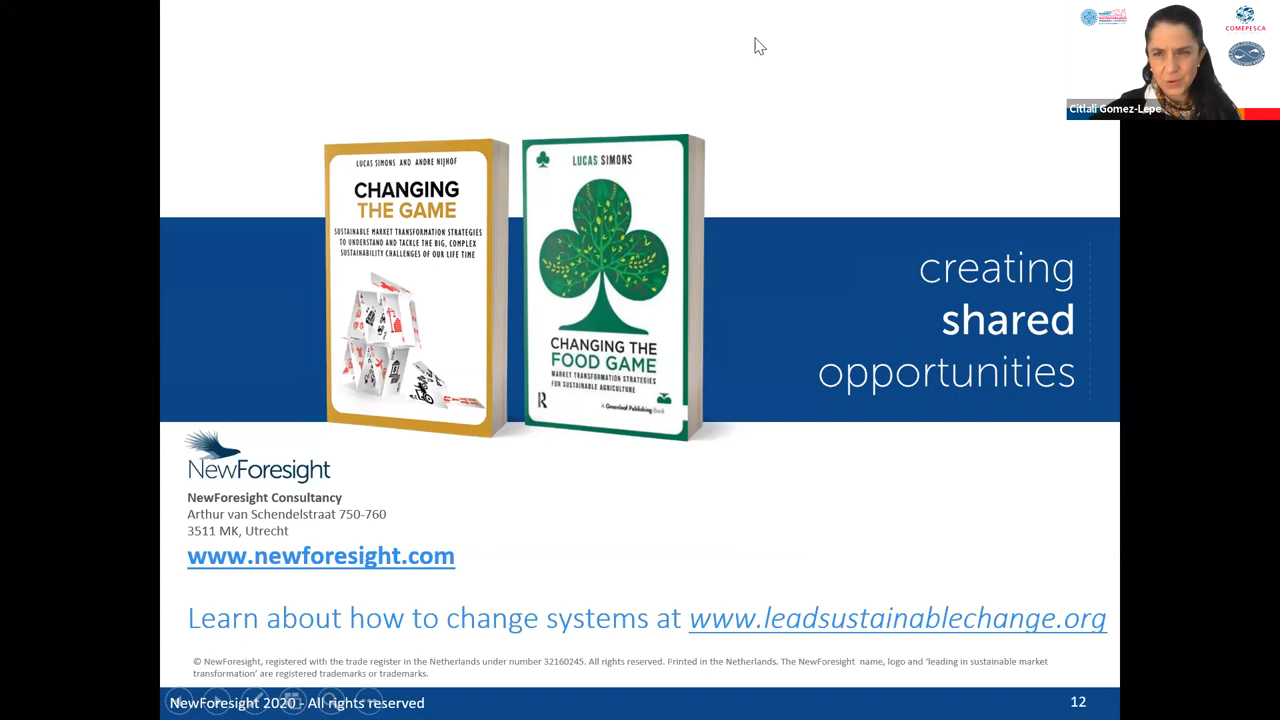 COMEPESCA
Citlali Gomez-Lepe
LUCAS SIMONS AND ANDRE NIJHOF
CHANGING
THE GAME
SUSTAINABLE MARKET TRANSFORMATION STRATEGIES
TO UNDERSTAND AND TACKLE THE BIG, COMPLEX
SUSTAINABILITY CHALLENGES OF OUR LIFE TIME
LUCAS SIMONS
CHANGING THE
FOOD GAME
MARKET TRANSFORMATION STRATEGIES
FOR SUSTAINABLE AGRICULTURE
R
A Greenleaf Publishing Book
creating
shared
opportunities
NewForesight
NewForesight Consultancy
Arthur van Schendelstraat 750-760
3511 MK, Utrecht
www.newforesight.com
Learn about how to change systems at www.leadsustainablechange.org
© NewForesight, registered with the trade register in the Netherlands under number 32160245. All rights reserved. Printed in the Netherlands. The NewForesight name, logo and ‘leading in sustainable market
transformation’ are registered trademarks or trademarks.
NewForesight 2020 - All rights reserved
12